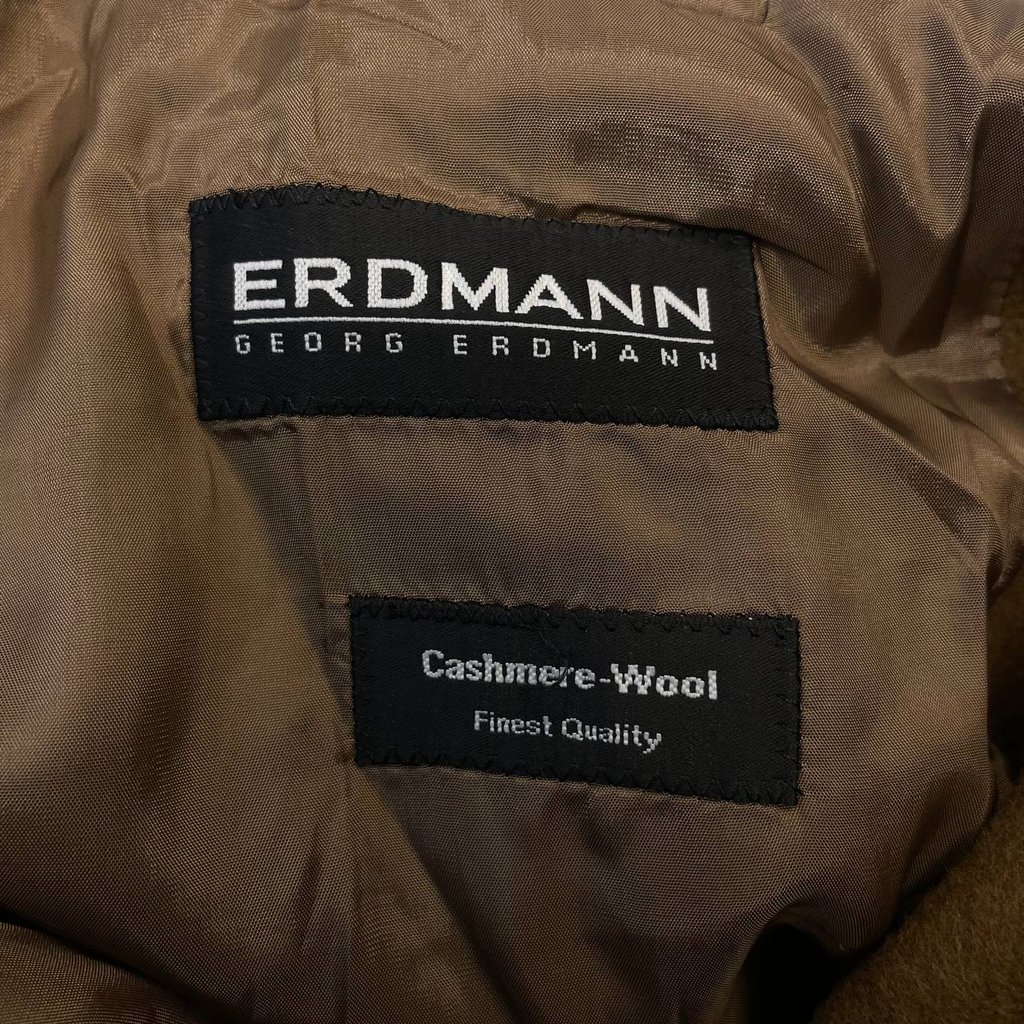 ERDMANN
GEORG ERDMANN
Cashmere-Wool
Finest Quality